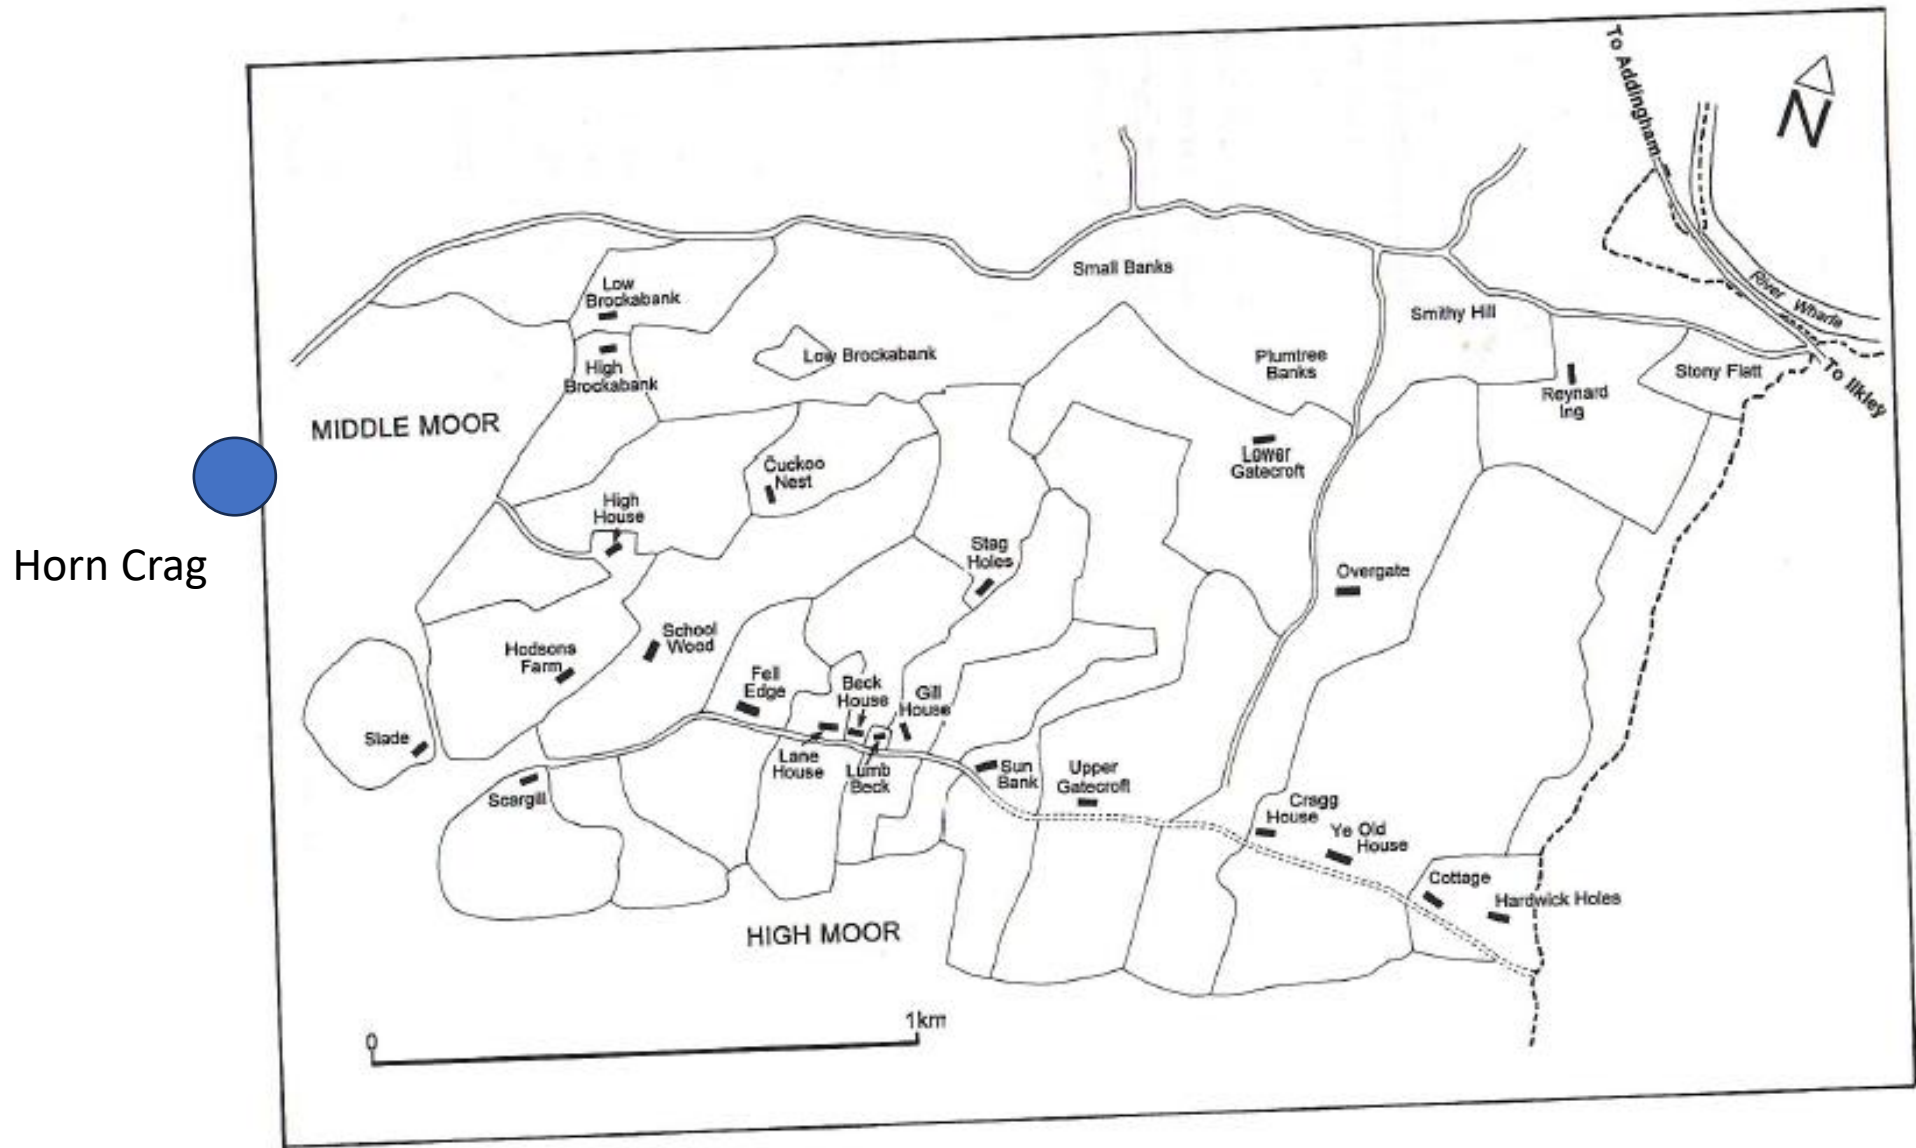 To Addingham
N
River Wharfe
Small Banks
Low
Brockabank
Smithy Hill
Low Brockabank
Plumtree
Banks
High
Brockabank
Stony Flatt
To Ilkley
Reynard
Ing
MIDDLE MOOR
Cuckoo
Nest
Lower
Gatecroft
High
House
Stag
Holes
Horn Crag
Overgate
School
Wood
Hodsons
Farm
Fell
Edge
Beck
House
Gill
House
Slade
Lane
House
Lumb
Beck
Sun
Bank
Upper
Gatecroft
Scargill
Cragg
House
Ye Old
House
Cottage
Hardwick Holes
HIGH MOOR
0
1km